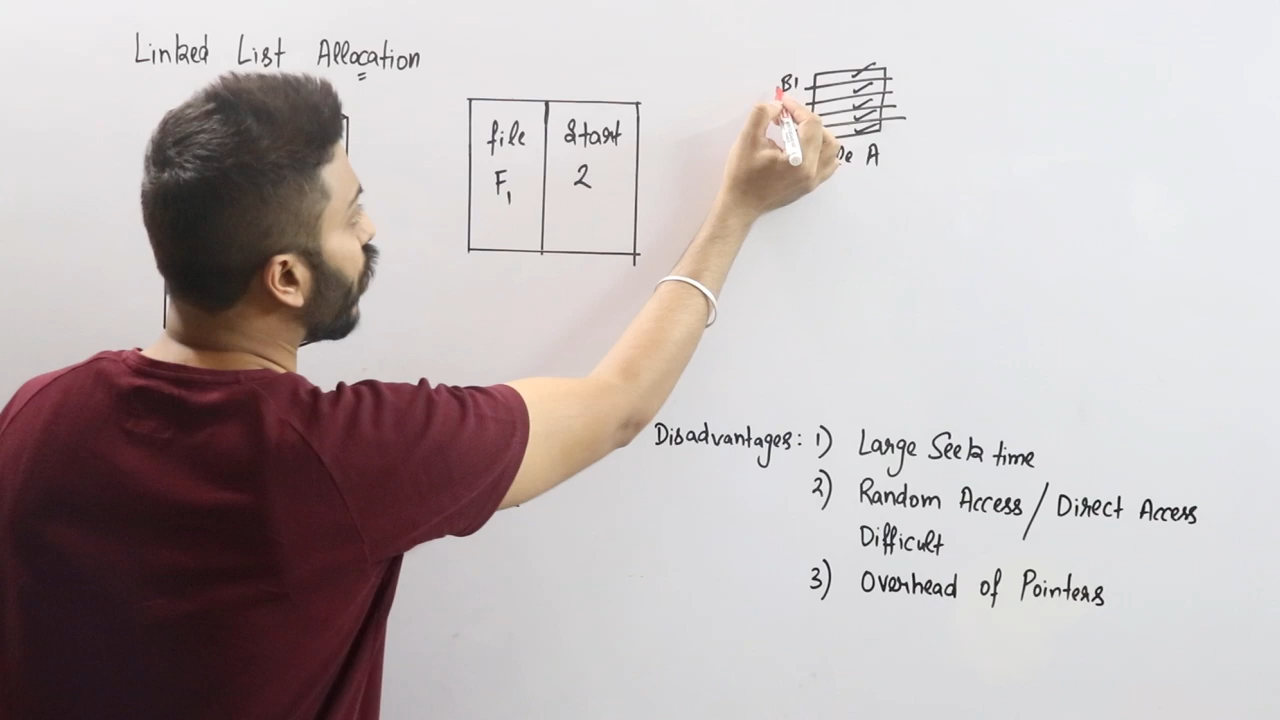 Linked List Allocation
file Start
F1 2
B1
A
Disadvantages: 1) Large Seek time
2) Random Access / Direct Access
Difficult
3) Overhead of Pointers